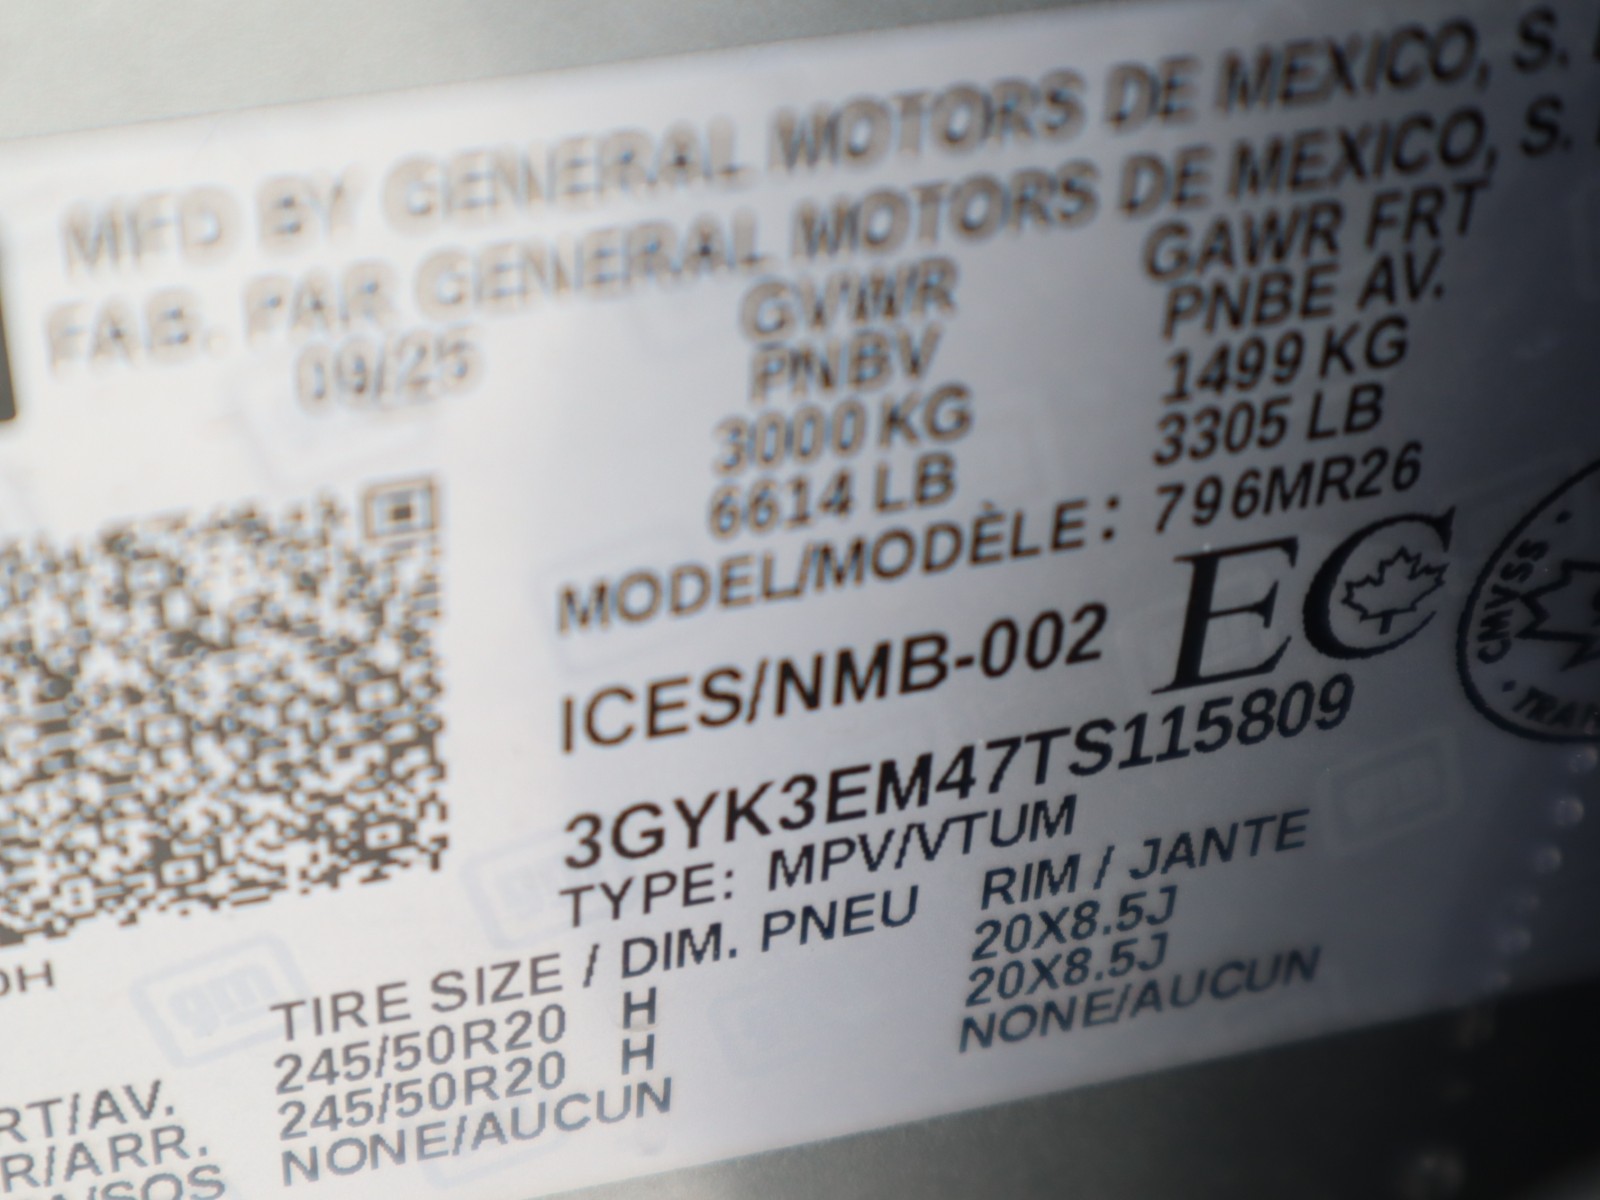 MFD BY GENERAL MOTORS DE MEXICO, S.
FAB. PAR GENERAL MOTORS DE MEXICO, S.
09/25
GVWR
PNBV
3000 KG
6614 LB
GAWR FRT
PNBE AV.
1499 KG
3305 LB
MODEL/MODÈLE: 796MR26
ICES/NMB-002
EC
CMVSS
3GYK3EM47TS115809
TYPE: MPV/VTUM
TIRE SIZE / DIM. PNEU RIM / JANTE
RT/AV. 245/50R20 H 20X8.5J
R/ARR. 245/50R20 H 20X8.5J
/SOS NONE/AUCUN NONE/AUCUN
gm